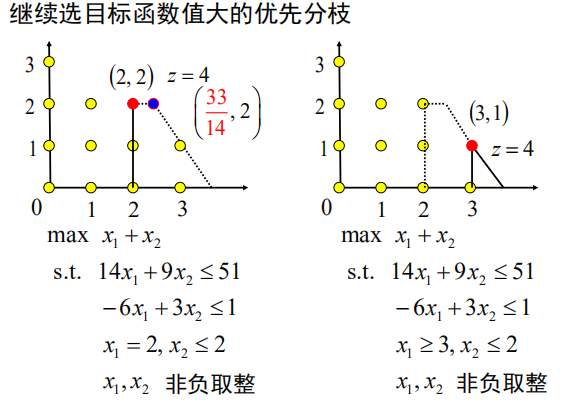 继续选目标函数值大的优先分枝
3
2
1
0
1
2
3
(2, 2) z = 4
(33/14, 2)
max x₁ + x₂
s.t. 14x₁ + 9x₂ ≤ 51
−6x₁ + 3x₂ ≤ 1
x₁ = 2, x₂ ≤ 2
x₁, x₂ 非负取整
3
2
1
0
1
2
3
(3, 1)
z = 4
max x₁ + x₂
s.t. 14x₁ + 9x₂ ≤ 51
−6x₁ + 3x₂ ≤ 1
x₁ ≥ 3, x₂ ≤ 2
x₁, x₂ 非负取整